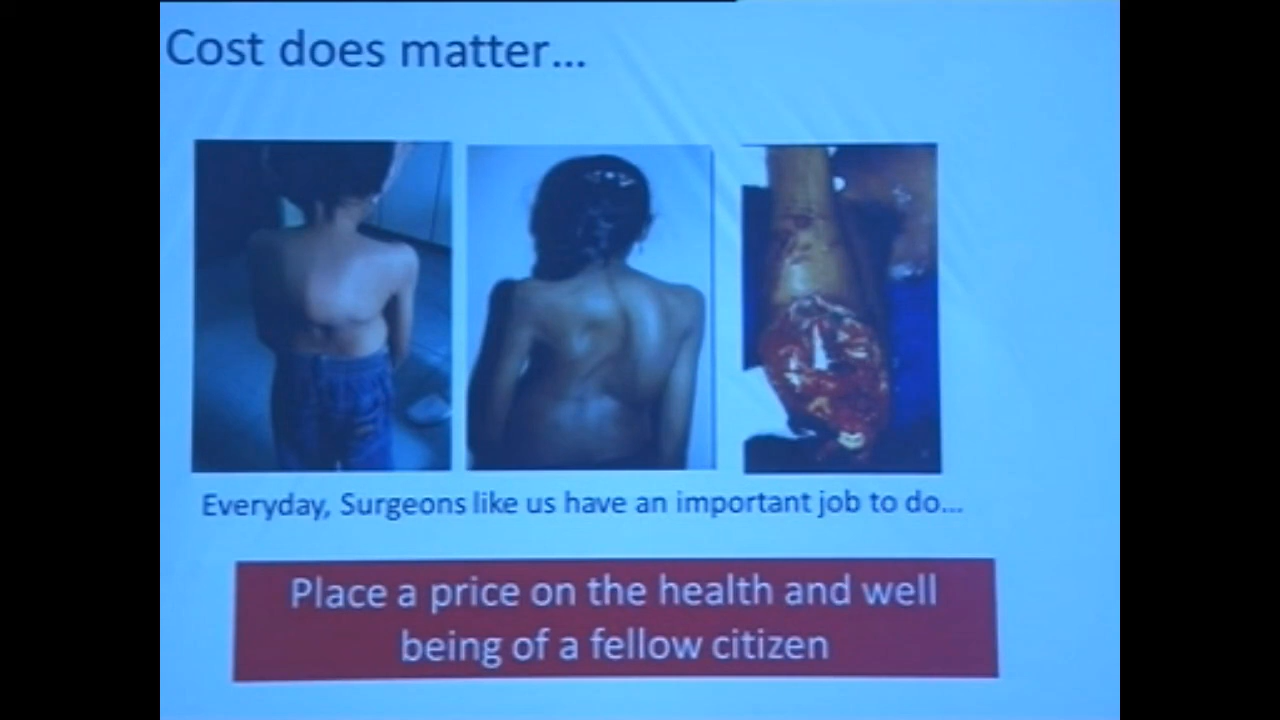 Cost does matter...
Everyday, Surgeons like us have an important job to do...
Place a price on the health and well
being of a fellow citizen